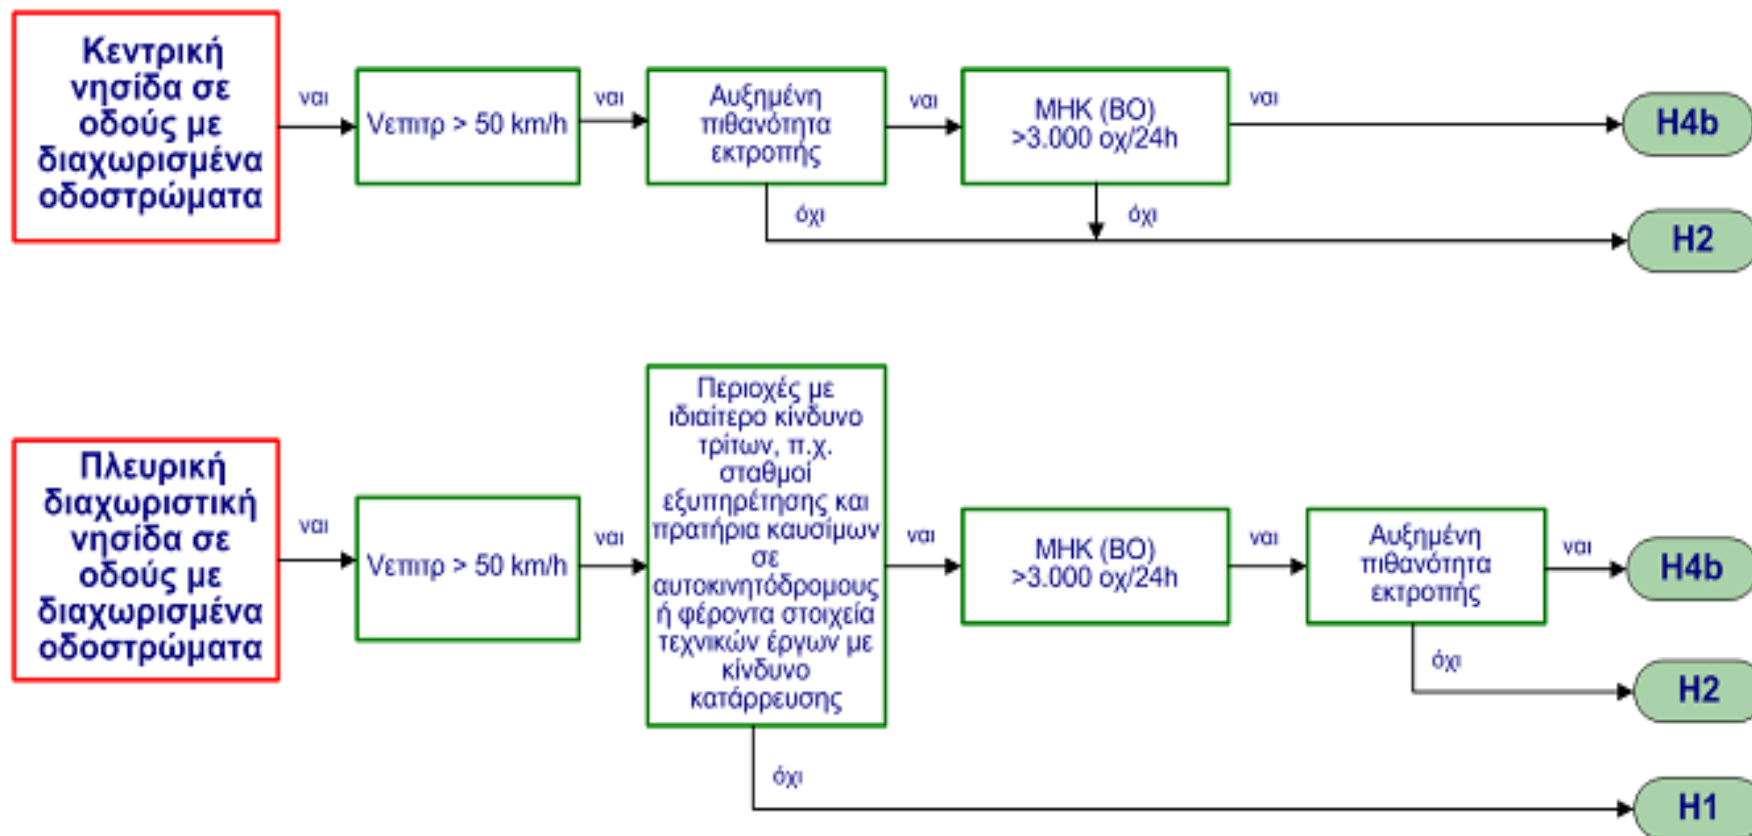 Κεντρική
νησίδα σε
οδούς με
διαχωρισμένα
οδοστρώματα
ναι
Vεπιτρ > 50 km/h
ναι
Αυξημένη
πιθανότητα
εκτροπής
ναι
ΜΗΚ (ΒΟ)
>3.000 οχ/24h
ναι
H4b
όχι
όχι
H2
Πλευρική
διαχωριστική
νησίδα σε
οδούς με
διαχωρισμένα
οδοστρώματα
ναι
Vεπιτρ > 50 km/h
ναι
Περιοχές με
ιδιαίτερο κίνδυνο
τρίτων, π.χ.
σταθμοί
εξυπηρέτησης και
πρατήρια καυσίμων
σε
αυτοκινητόδρομους
ή φέροντα στοιχεία
τεχνικών έργων με
κίνδυνο
κατάρρευσης
ναι
ΜΗΚ (ΒΟ)
>3.000 οχ/24h
ναι
Αυξημένη
πιθανότητα
εκτροπής
ναι
H4b
όχι
H2
όχι
H1